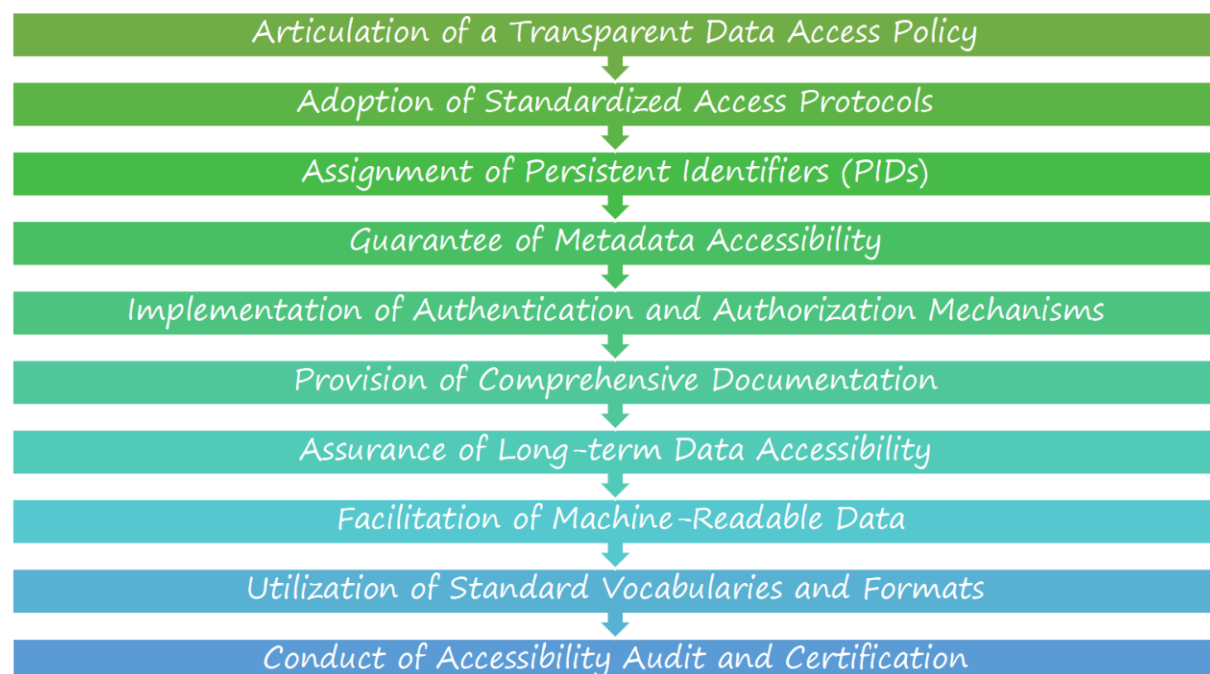 Articulation of a Transparent Data Access Policy
Adoption of Standardized Access Protocols
Assignment of Persistent Identifiers (PIDs)
Guarantee of Metadata Accessibility
Implementation of Authentication and Authorization Mechanisms
Provision of Comprehensive Documentation
Assurance of Long-term Data Accessibility
Facilitation of Machine-Readable Data
Utilization of Standard Vocabularies and Formats
Conduct of Accessibility Audit and Certification